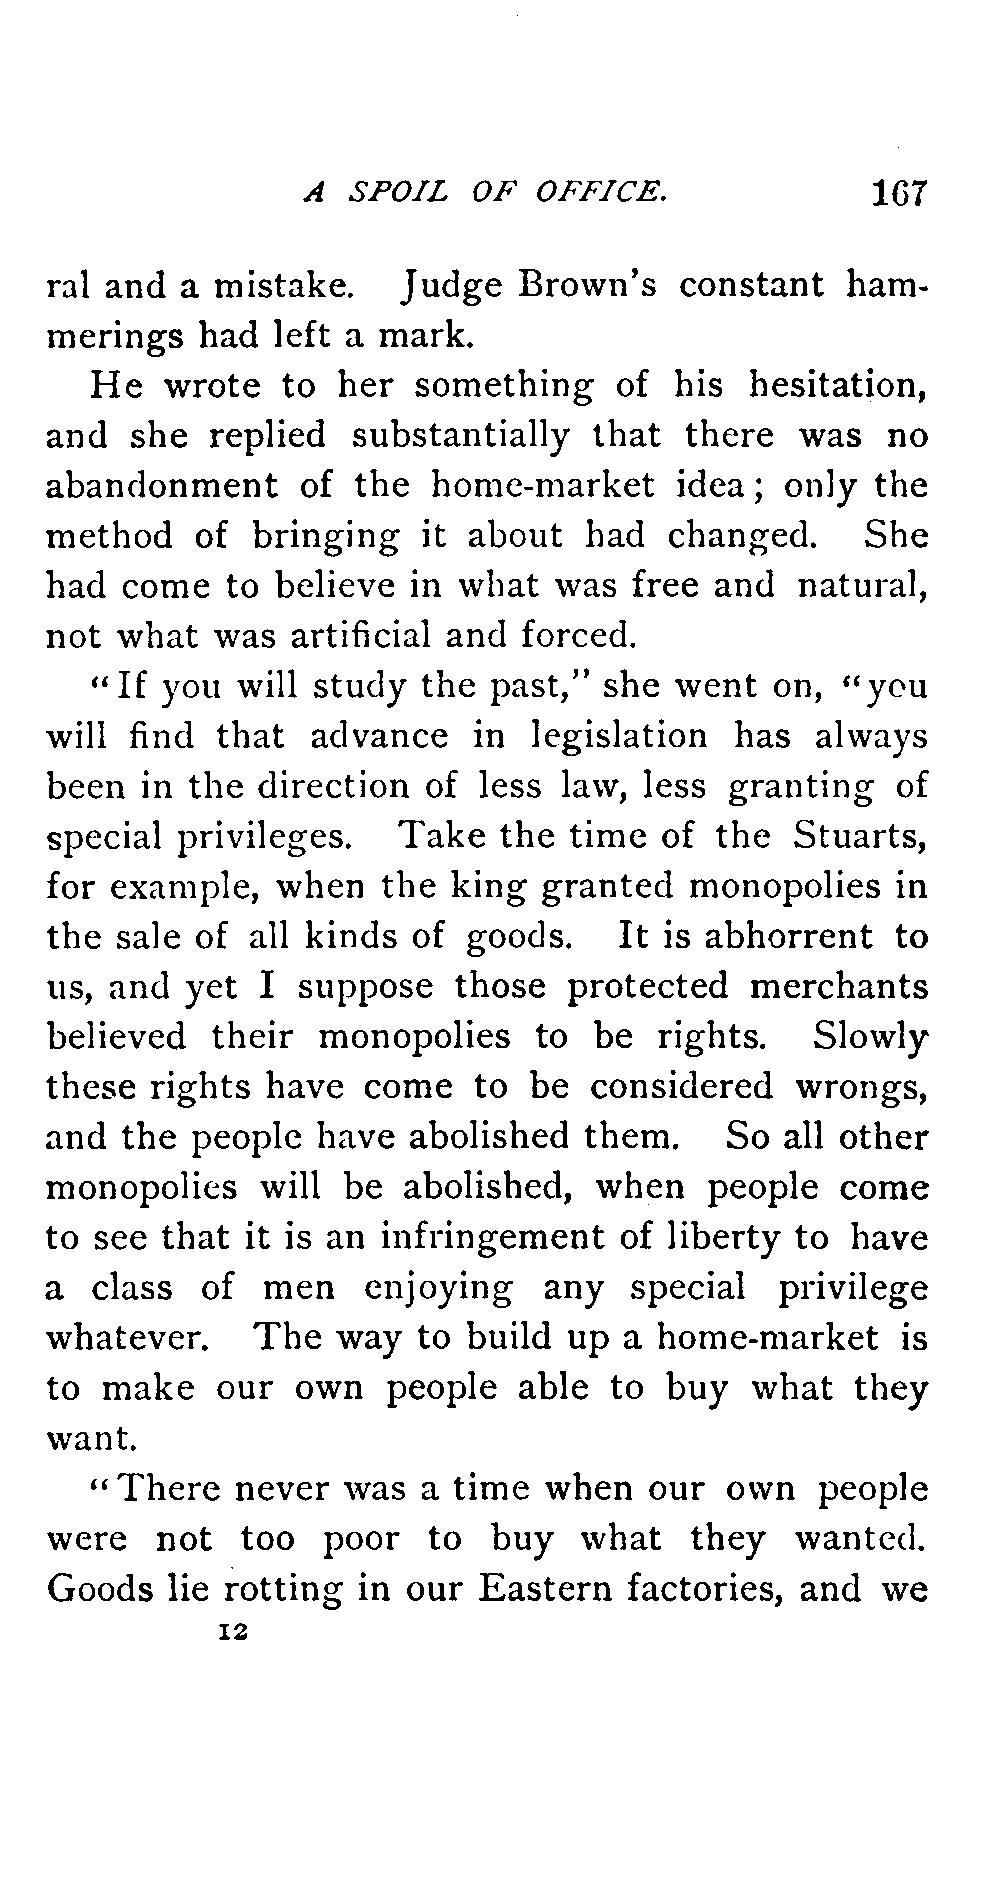 A SPOIL OF OFFICE. 167
ral and a mistake. Judge Brown's constant ham-
merings had left a mark.
He wrote to her something of his hesitation,
and she replied substantially that there was no
abandonment of the home-market idea; only the
method of bringing it about had changed. She
had come to believe in what was free and natural,
not what was artificial and forced.
"If you will study the past," she went on, "you
will find that advance in legislation has always
been in the direction of less law, less granting of
special privileges. Take the time of the Stuarts,
for example, when the king granted monopolies in
the sale of all kinds of goods. It is abhorrent to
us, and yet I suppose those protected merchants
believed their monopolies to be rights. Slowly
these rights have come to be considered wrongs,
and the people have abolished them. So all other
monopolies will be abolished, when people come
to see that it is an infringement of liberty to have
a class of men enjoying any special privilege
whatever. The way to build up a home-market is
to make our own people able to buy what they
want.
"There never was a time when our own people
were not too poor to buy what they wanted.
Goods lie rotting in our Eastern factories, and we
12